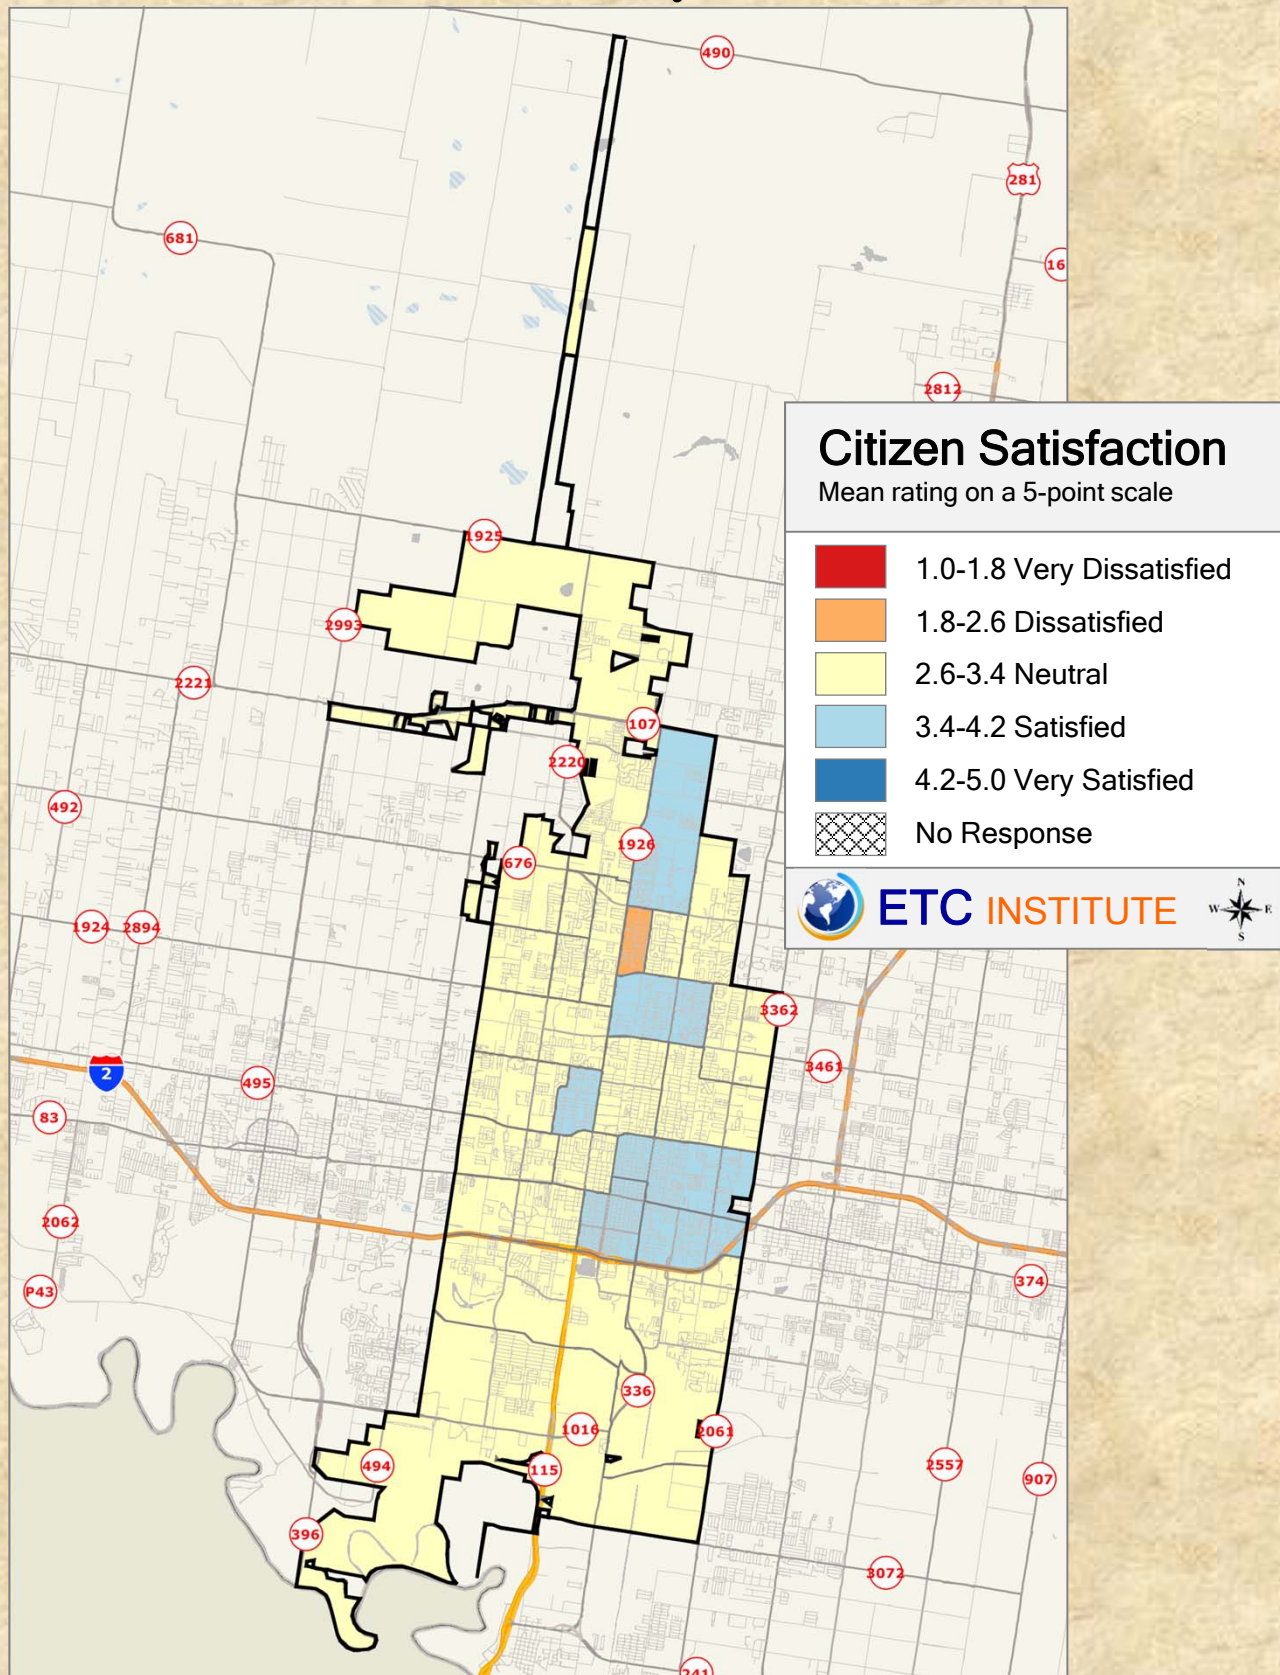 490
281
681
16
2812
Citizen Satisfaction
Mean rating on a 5-point scale
1.0-1.8 Very Dissatisfied
1.8-2.6 Dissatisfied
2.6-3.4 Neutral
3.4-4.2 Satisfied
4.2-5.0 Very Satisfied
No Response
ETC INSTITUTE
N
W E
S
1925
2993
2221
107
2220
492
1926
676
1924
2894
3362
3461
2
495
83
2062
P43
374
336
1016
2061
494
115
2557
907
396
3072
241